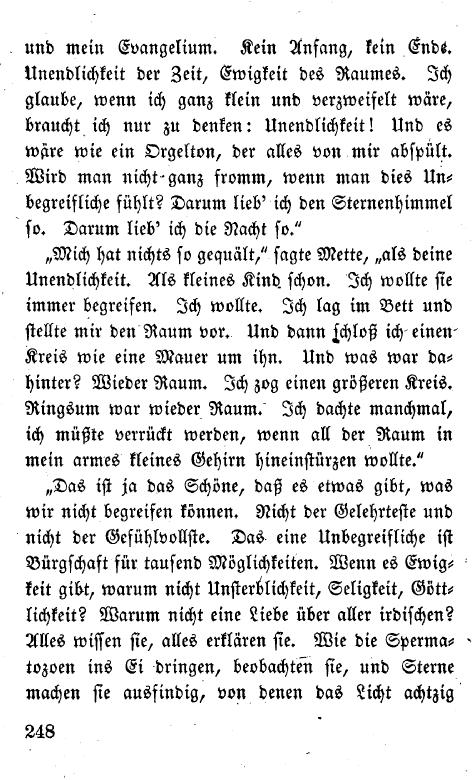 und mein Evangelium. Kein Anfang, kein Ende.
Unendlichkeit der Zeit, Ewigkeit des Raumes. Ich
glaube, wenn ich ganz klein und verzweifelt wäre,
braucht ich nur zu denken: Unendlichkeit! Und es
wäre wie ein Orgelton, der alles von mir abspült.
Wird man nicht ganz fromm, wenn man dies Un-
begreifliche fühlt? Darum lieb' ich den Sternenhimmel
so. Darum lieb' ich die Nacht so.“
„Mich hat nichts so gequält,“ sagte Mette, „als deine
Unendlichkeit. Als kleines Kind schon. Ich wollte sie
immer begreifen. Ich wollte. Ich lag im Bett und
stellte mir den Raum vor. Und dann schloß ich einen
Kreis wie eine Mauer um ihn. Und was war da-
hinter? Wieder Raum. Ich zog einen größeren Kreis.
Ringsum war wieder Raum. Ich dachte manchmal,
ich müßte verrückt werden, wenn all der Raum in
mein armes kleines Gehirn hineinstürzen wollte.“
„Das ist ja das Schöne, daß es etwas gibt, was
wir nicht begreifen können. Nicht der Gelehrteste und
nicht der Gefühlvollste. Das eine Unbegreifliche ist
Bürgschaft für tausend Möglichkeiten. Wenn es Ewig-
keit gibt, warum nicht Unsterblichkeit, Seligkeit, Gött-
lichkeit? Warum nicht eine Liebe über aller irdischen?
Alles wissen sie, alles erklären sie. Wie die Sperma-
tozoen ins Ei dringen, beobachten sie, und Sterne
machen sie ausfindig, von denen das Licht achtzig
248